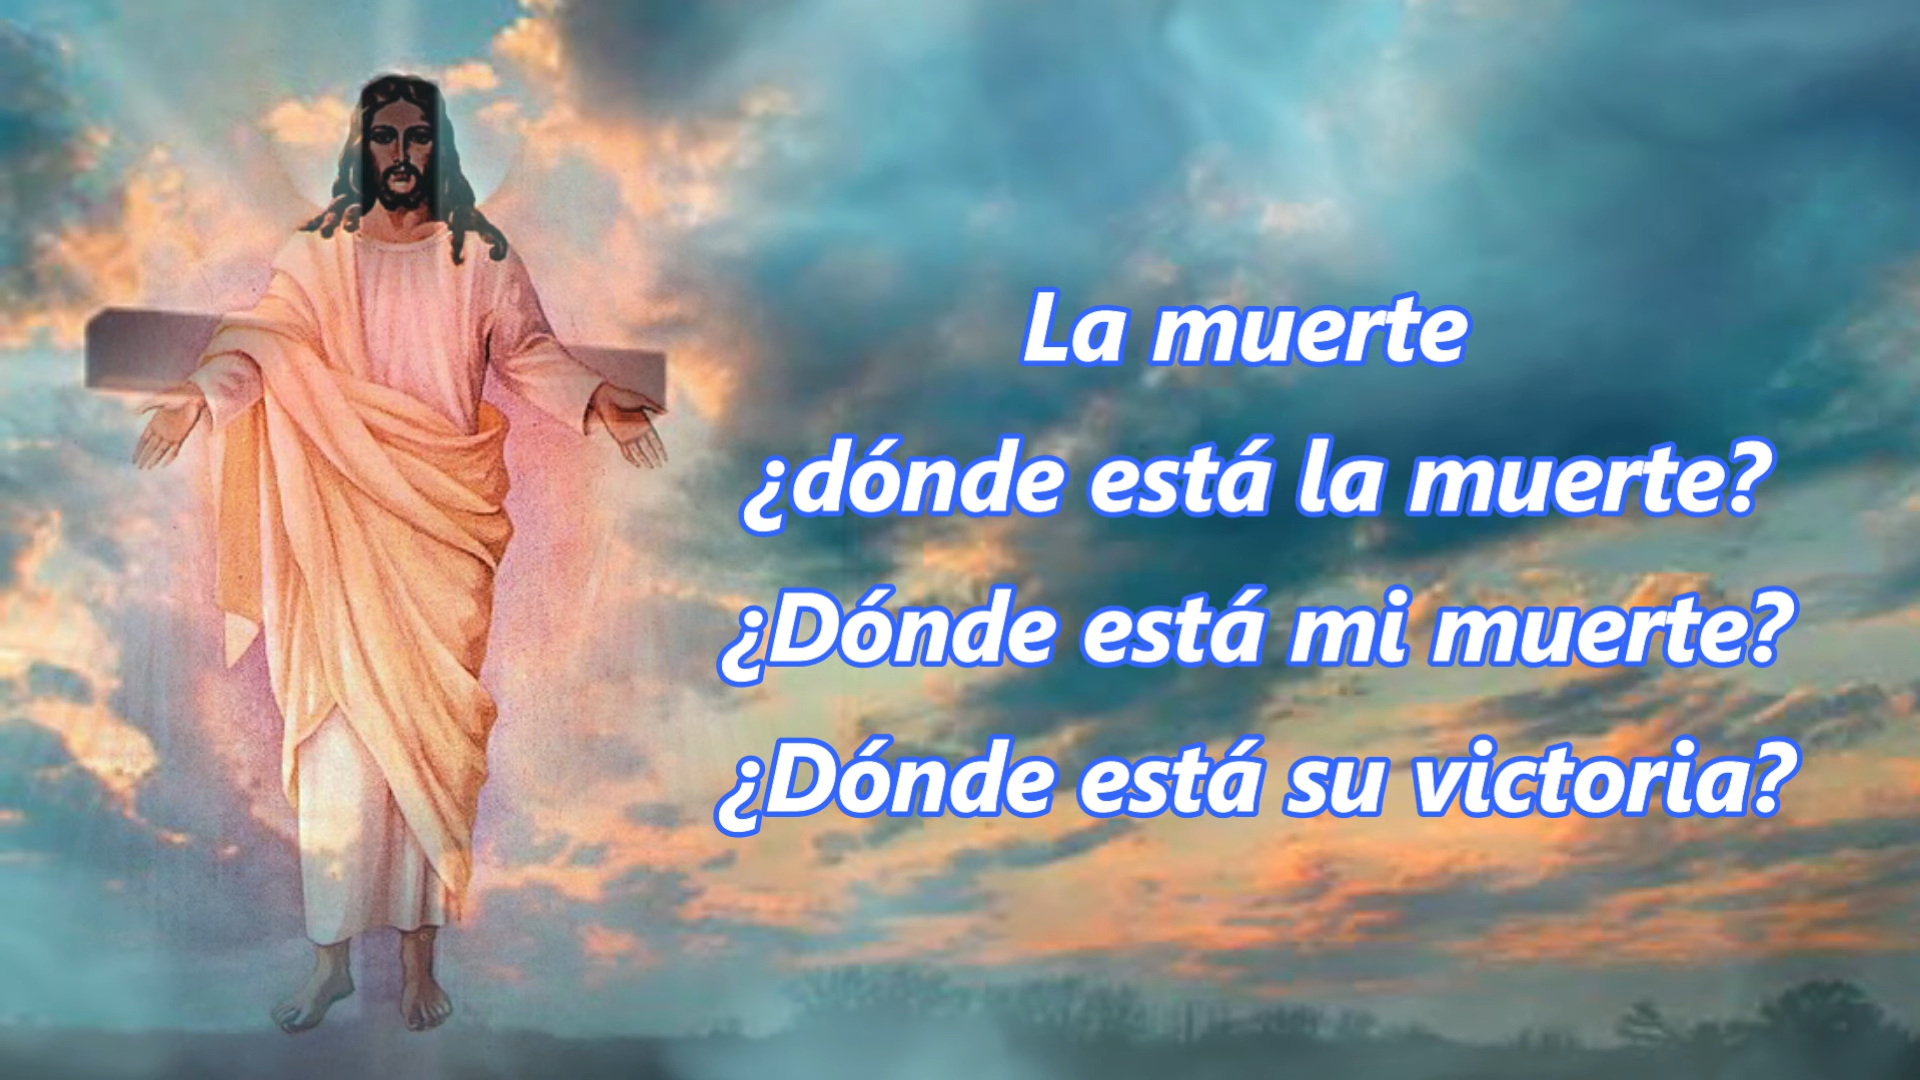 La muerte
¿dónde está la muerte?
¿Dónde está mi muerte?
¿Dónde está su victoria?